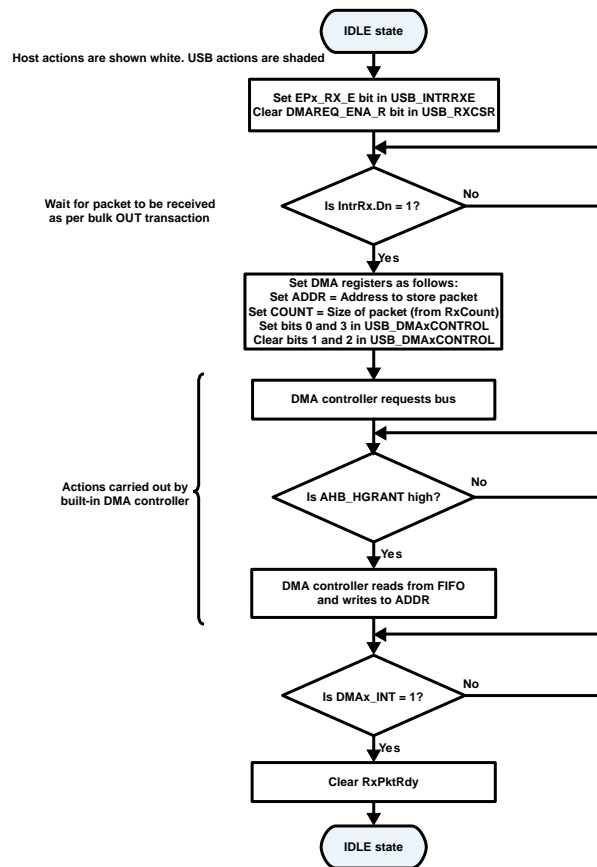 IDLE state
Host actions are shown white. USB actions are shaded
Set EPx_RX_E bit in USB_INTRRXE
Clear DMAREQ_ENA_R bit in USB_RXCSR
Is IntrRx.Dn = 1?
No
Wait for packet to be received
as per bulk OUT transaction
Yes
Set DMA registers as follows:
Set ADDR = Address to store packet
Set COUNT = Size of packet (from RxCount)
Set bits 0 and 3 in USB_DMAxCONTROL
Clear bits 1 and 2 in USB_DMAxCONTROL
DMA controller requests bus
Actions carried out by
built-in DMA controller
Is AHB_HGRANT high?
No
Yes
DMA controller reads from FIFO
and writes to ADDR
Is DMAx_INT = 1?
No
Yes
Clear RxPktRdy
IDLE state